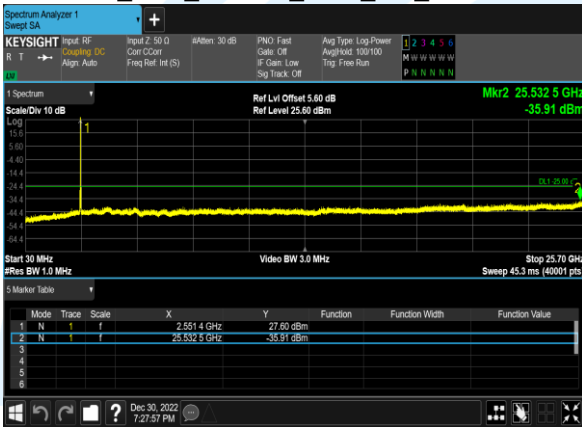 Spectrum Analyzer 1
Swept SA
+
KEYSIGHT Input: RF Input Z: 50 Ω #Atten: 30 dB PNO: Fast Avg Type: Log-Power 1 2 3 4 5 6
R T Coupling: DC Corr CCorr Gate: Off Avg|Hold: 100/100 M W W W W W
Align: Auto Freq Ref: Int (S) IF Gain: Low Trig: Free Run
LU Sig Track: Off P N N N N N
1 Spectrum Ref Lvl Offset 5.60 dB Mkr2 25.532 5 GHz
Scale/Div 10 dB Ref Level 25.60 dBm -35.91 dBm
Log
1
15.6
5.60
-4.40
-14.4
DL1 -25.00
-24.4
2
-34.4
-44.4
-54.4
-64.4
Start 30 MHz Video BW 3.0 MHz Stop 25.70 GHz
#Res BW 1.0 MHz Sweep 45.3 ms (40001 pts)
5 Marker Table
Mode Trace Scale X Y Function Function Width Function Value
1 N 1 f 2.551 4 GHz 27.60 dBm
2 N 1 f 25.532 5 GHz -35.91 dBm
3
4
5
6
? Dec 30, 2022
7:27:57 PM